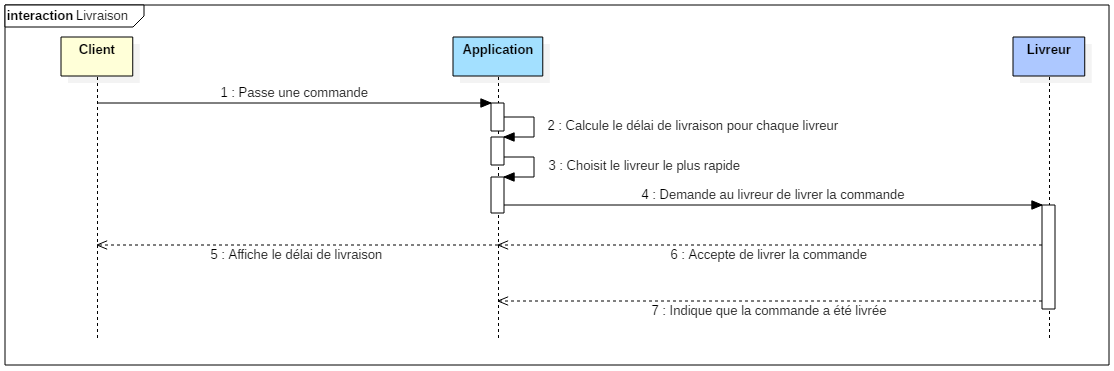 interaction Livraison
Client
Application
Livreur
1 : Passe une commande
2 : Calcule le délai de livraison pour chaque livreur
3 : Choisit le livreur le plus rapide
4 : Demande au livreur de livrer la commande
5 : Affiche le délai de livraison
6 : Accepte de livrer la commande
7 : Indique que la commande a été livrée